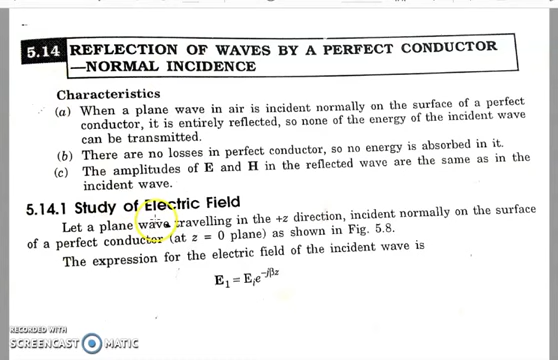 5.14 REFLECTION OF WAVES BY A PERFECT CONDUCTOR
—NORMAL INCIDENCE
Characteristics
(a) When a plane wave in air is incident normally on the surface of a perfect
conductor, it is entirely reflected, so none of the energy of the incident wave
can be transmitted.
(b) There are no losses in perfect conductor, so no energy is absorbed in it.
(c) The amplitudes of E and H in the reflected wave are the same as in the
incident wave.
5.14.1 Study of Electric Field
Let a plane wave travelling in the +z direction, incident normally on the surface
of a perfect conductor (at z = 0 plane) as shown in Fig. 5.8.
The expression for the electric field of the incident wave is
E₁ = Eᵢe^{-jβz}
RECORDED WITH
SCREENCAST-O-MATIC